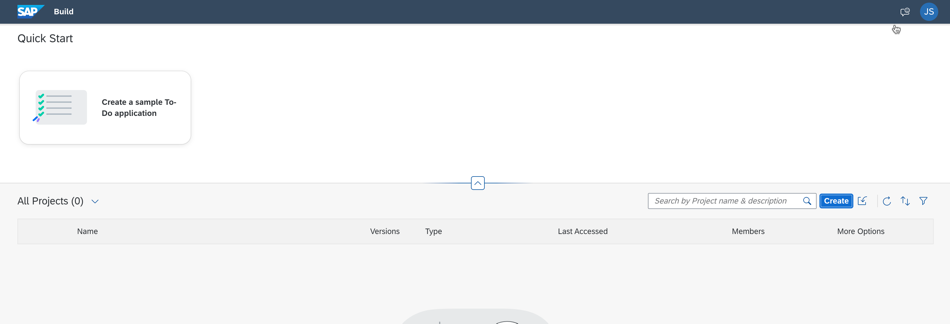 SAP Build
JS
Quick Start
Create a sample To-
Do application
All Projects (0)
Search by Project name & description
Create
Name Versions Type Last Accessed Members More Options